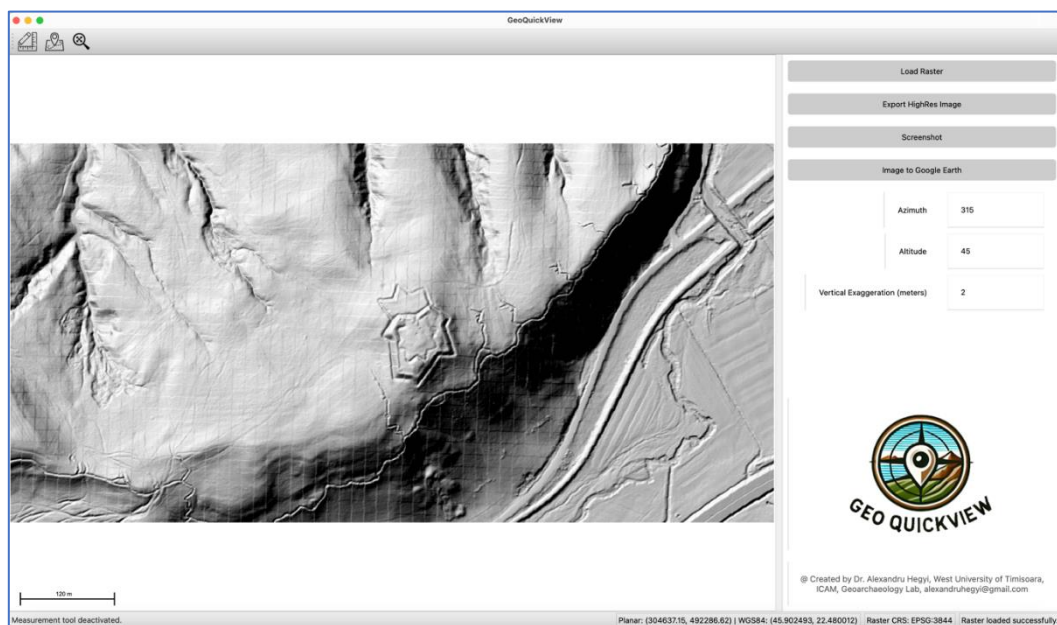 GeoQuickView
Load Raster
Export HighRes Image
Screenshot
Image to Google Earth
Azimuth
315
Altitude
45
Vertical Exaggeration (meters)
2
GEO QUICKVIEW
@ Created by Dr. Alexandru Hegyi, West University of Timisoara,
ICAM, Geoarchaeology Lab, alexandruhegyi@gmail.com
120 m
Measurement tool deactivated.
Planar: (304637.15, 492286.62) | WGS84: (45.902493, 22.480012)
Raster CRS: EPSG:3844
Raster loaded successfully